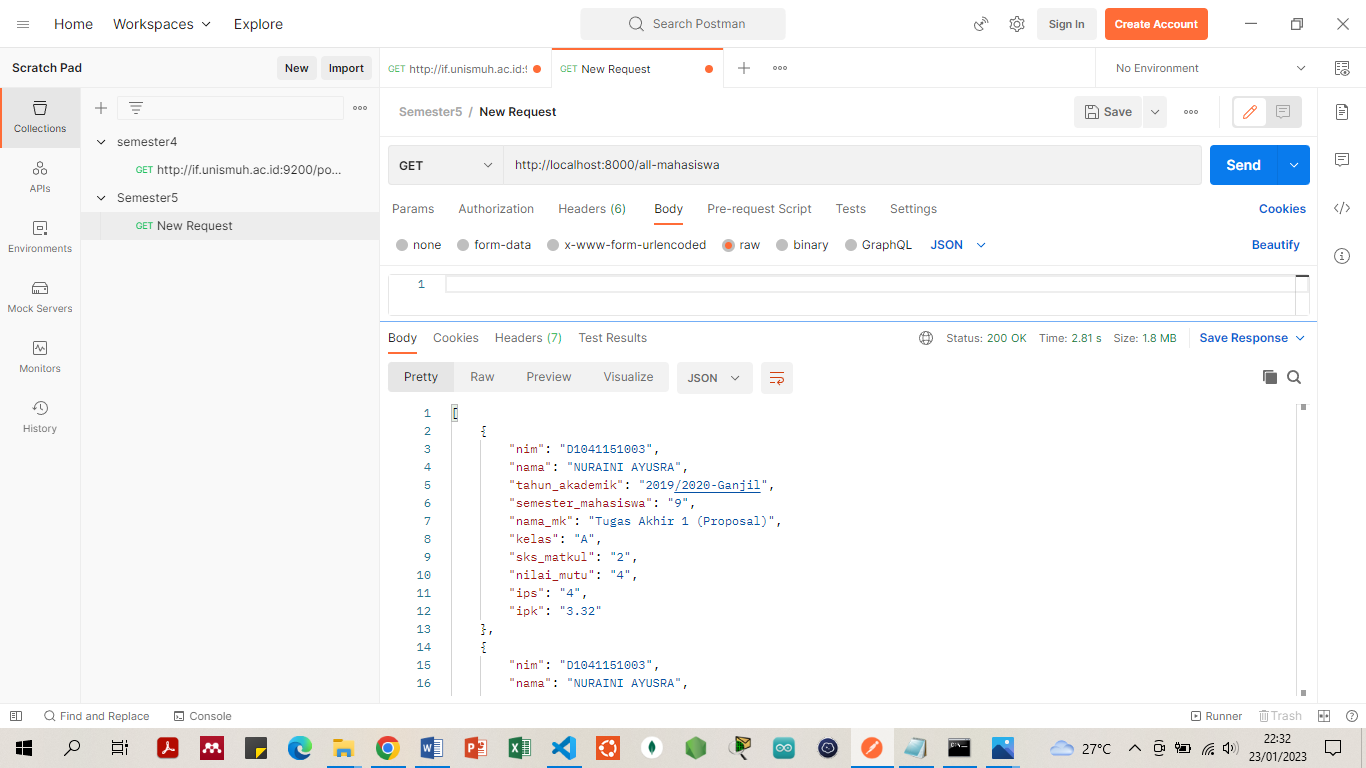 Home Workspaces Explore Search Postman Sign In Create Account
Scratch Pad New Import GET http://if.unismuh.ac.id:9 GET New Request No Environment
Semester5 / New Request Save
Collections
semester4
GET http://if.unismuh.ac.id:9200/po...
GET http://localhost:8000/all-mahasiswa Send
APIs
Semester5
GET New Request
Params Authorization Headers (6) Body Pre-request Script Tests Settings Cookies
Environments
none form-data x-www-form-urlencoded raw binary GraphQL JSON Beautify
1
Mock Servers
Body Cookies Headers (7) Test Results Status: 200 OK Time: 2.81 s Size: 1.8 MB Save Response
Monitors
Pretty Raw Preview Visualize JSON
History
1 [
2 {
3 "nim": "D1041151003",
4 "nama": "NURAINI AYUSRA",
5 "tahun_akademik": "2019/2020-Ganjil",
6 "semester_mahasiswa": "9",
7 "nama_mk": "Tugas Akhir 1 (Proposal)",
8 "kelas": "A",
9 "sks_matkul": "2",
10 "nilai_mutu": "4",
11 "ips": "4",
12 "ipk": "3.32"
13 },
14 {
15 "nim": "D1041151003",
16 "nama": "NURAINI AYUSRA",
Find and Replace Console Runner Trash
27°C 22:32
23/01/2023